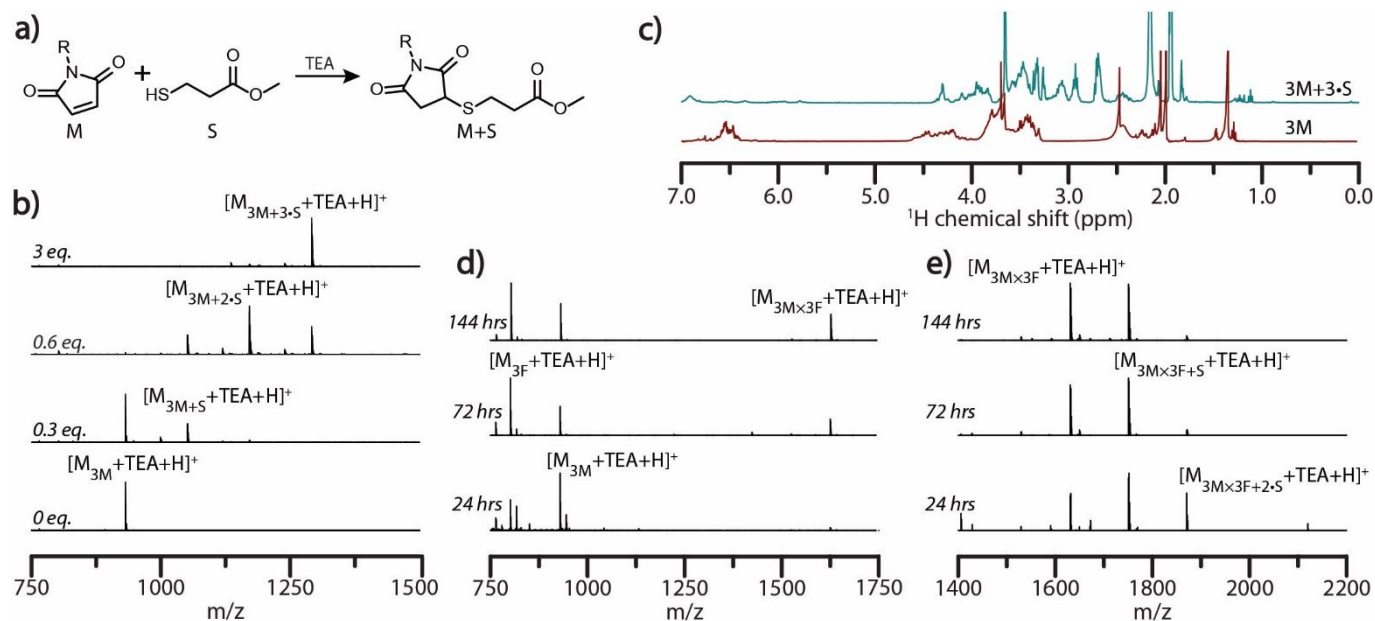 a)
R
N
O
O
M
+
HS
O
O
S
TEA
R
N
O
O
S
O
O
M+S
b)
[M3M+3•S+TEA+H]+
3 eq.
[M3M+2•S+TEA+H]+
0.6 eq.
[M3M+S+TEA+H]+
0.3 eq.
[M3M+TEA+H]+
0 eq.
750 1000 1250 1500
m/z
c)
3M+3•S
3M
7.0 6.0 5.0 4.0 3.0 2.0 1.0 0.0
1H chemical shift (ppm)
d)
[M3M×3F+TEA+H]+
144 hrs
[M3F+TEA+H]+
72 hrs
[M3M+TEA+H]+
24 hrs
750 1000 1250 1500 1750
m/z
e)
[M3M×3F+TEA+H]+
144 hrs
[M3M×3F+S+TEA+H]+
72 hrs
[M3M×3F+2•S+TEA+H]+
24 hrs
1400 1600 1800 2000 2200
m/z